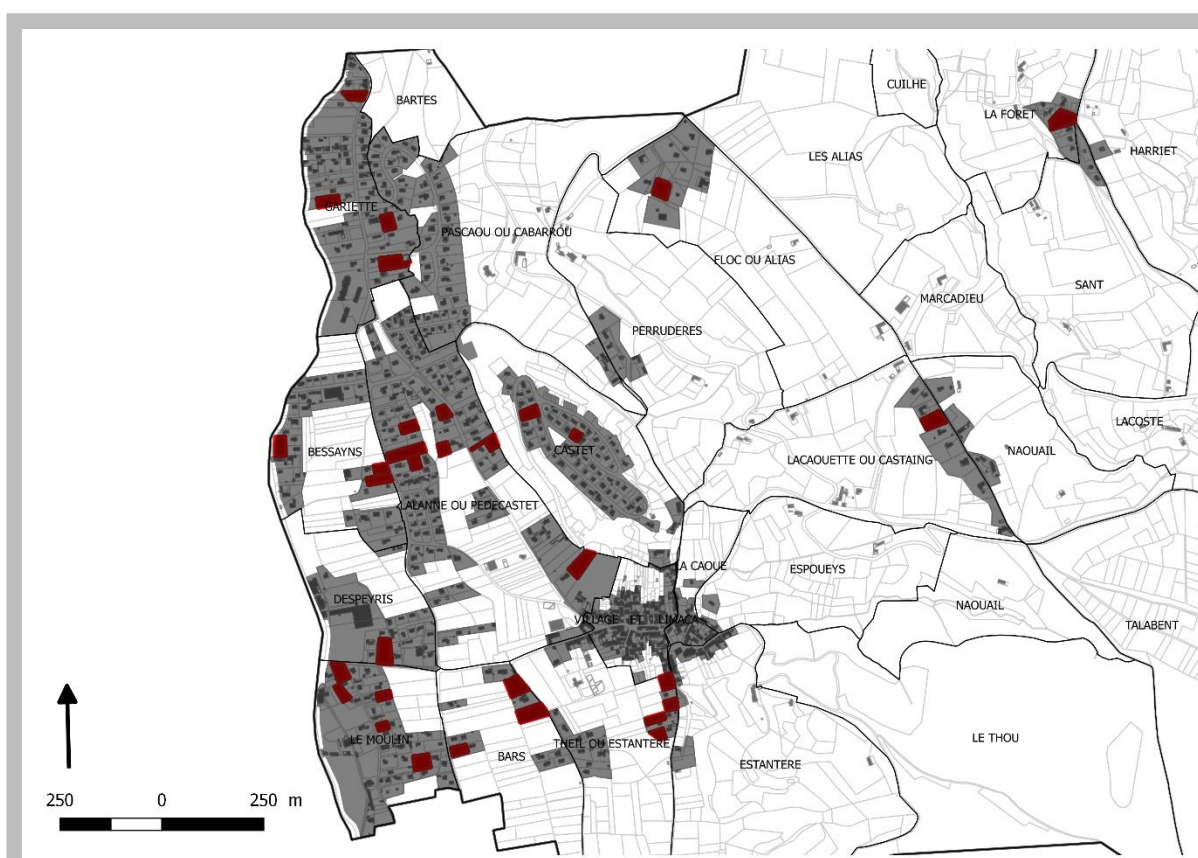 CUILHE
BARTES
LA FORET
HARRIET
LES ALIAS
GARIETTE
PASCAOU OU CABARROU
FLOC OU ALIAS
SANT
MARCADIEU
PERRUDERES
LACOSTE
BESSAYNS
CASTET
NAOUAIL
LACAOUETTE OU CASTAING
LALANNE OU PEDECASTET
LA CAOUE
ESPOUEYS
DESPEYRIS
NAOUAIL
VILLAGE ET LIMACA
TALABENT
LE MOULIN
THEIL OU ESTANTERE
LE THOU
BARS
ESTANTERE
250 0 250 m